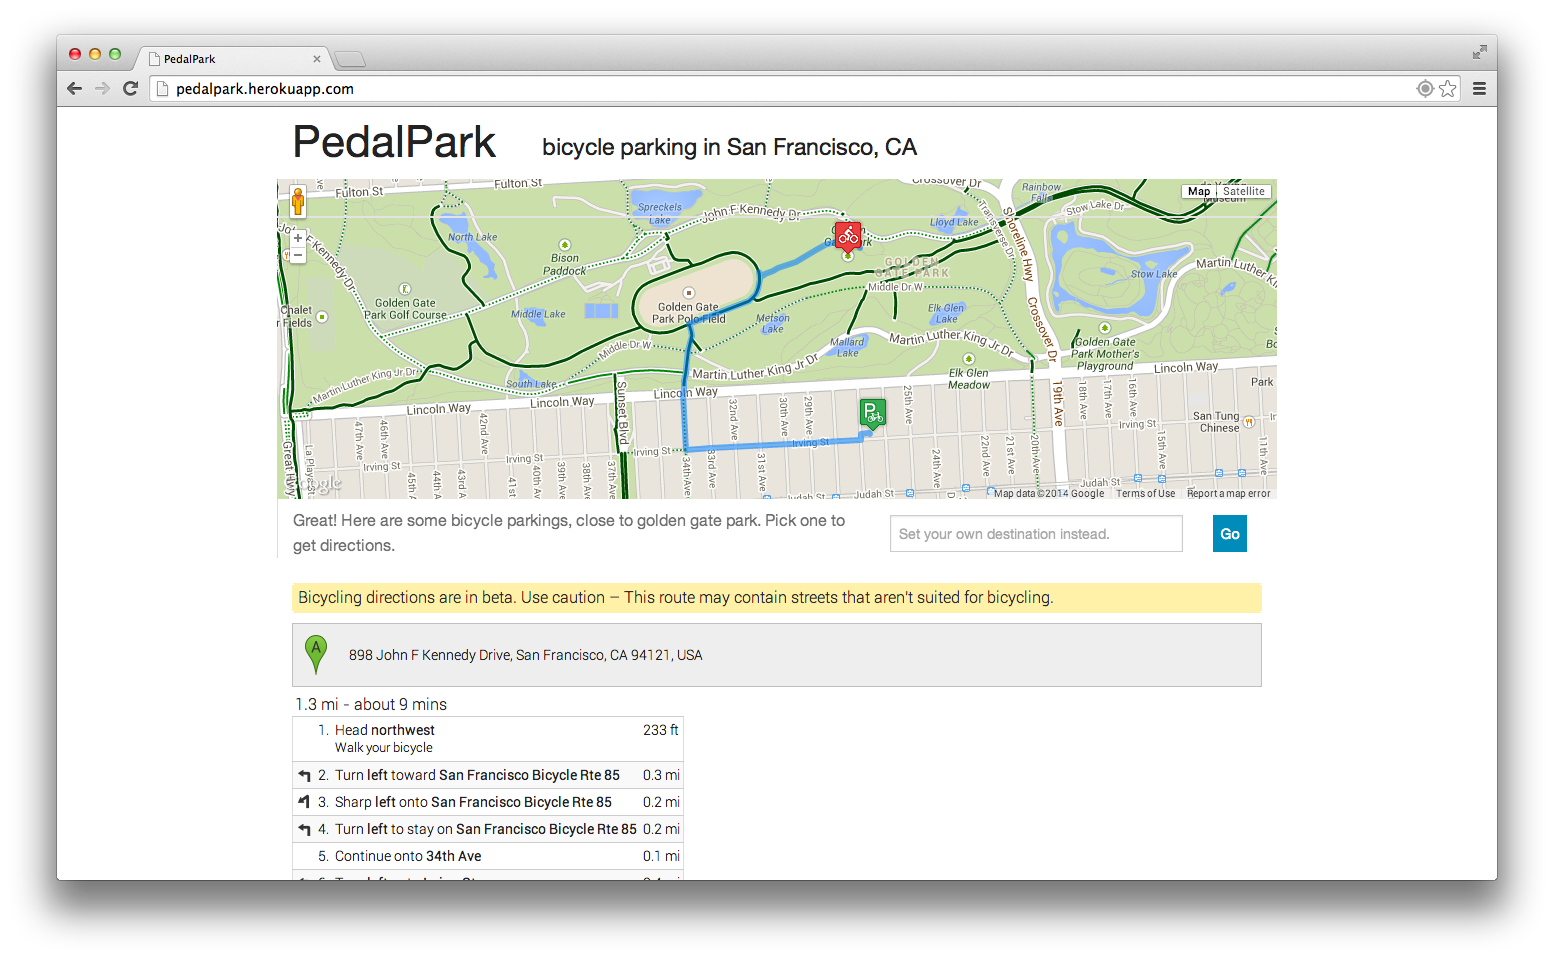 PedalPark
pedalpark.herokuapp.com
PedalPark
bicycle parking in San Francisco, CA
Fulton St
Fulton St
Spreckels
Lake
John F Kennedy Dr
Crossover Dr
Rainbow
Falls
Map
Satellite
Museum
Stow Lake Dr
Lloyd Lake
Transverse Dr
Shoreline Hwy
North Lake
John F Kennedy Dr
Bison
Paddock
GOLDEN
GATE PARK
Stow Lake
Martin Luther King
Middle Dr W
Golden Gate
Park Golf Course
Chalet
r Fields
Middle Lake
Golden Gate
Park Polo Field
Metson
Lake
Elk Glen
Lake
Crossover Dr
Mallard
Lake
Martin Luther King Jr Dr
Golden Gate
Park Mother's
Playground
Middle Dr W
Martin Luther King Jr Dr
South Lake
Martin Luther King Jr Dr
Elk Glen
Meadow
Lincoln Way
Lincoln Way
Lincoln Way
Lincoln Way
Park
Sunset Blvd
19th Ave
18th Ave
17th Ave
16th Ave
25th Ave
32nd Ave
30th Ave
29th Ave
P
San Tung
Chinese
47th Ave
46th Ave
42nd Ave
Irving St
Irving St
Irving St
Irving St
Irving St
Great Hwy
La Playa St
45th Ave
44th Ave
43rd Ave
41st
40th Ave
39th Ave
38th Ave
37th Ave
34th Ave
33rd Ave
31st Ave
24th Ave
22nd Ave
21st Ave
20th Ave
15th Ave
11th Ave
Judah St
Judah St
Judah St
Google
Map data ©2014 Google
Terms of Use
Report a map error
Great! Here are some bicycle parkings, close to golden gate park. Pick one to
get directions.
Set your own destination instead.
Go
Bicycling directions are in beta. Use caution – This route may contain streets that aren't suited for bicycling.
A
898 John F Kennedy Drive, San Francisco, CA 94121, USA
1.3 mi - about 9 mins
1. Head northwest 233 ft
Walk your bicycle
2. Turn left toward San Francisco Bicycle Rte 85 0.3 mi
3. Sharp left onto San Francisco Bicycle Rte 85 0.2 mi
4. Turn left to stay on San Francisco Bicycle Rte 85 0.2 mi
5. Continue onto 34th Ave 0.1 mi